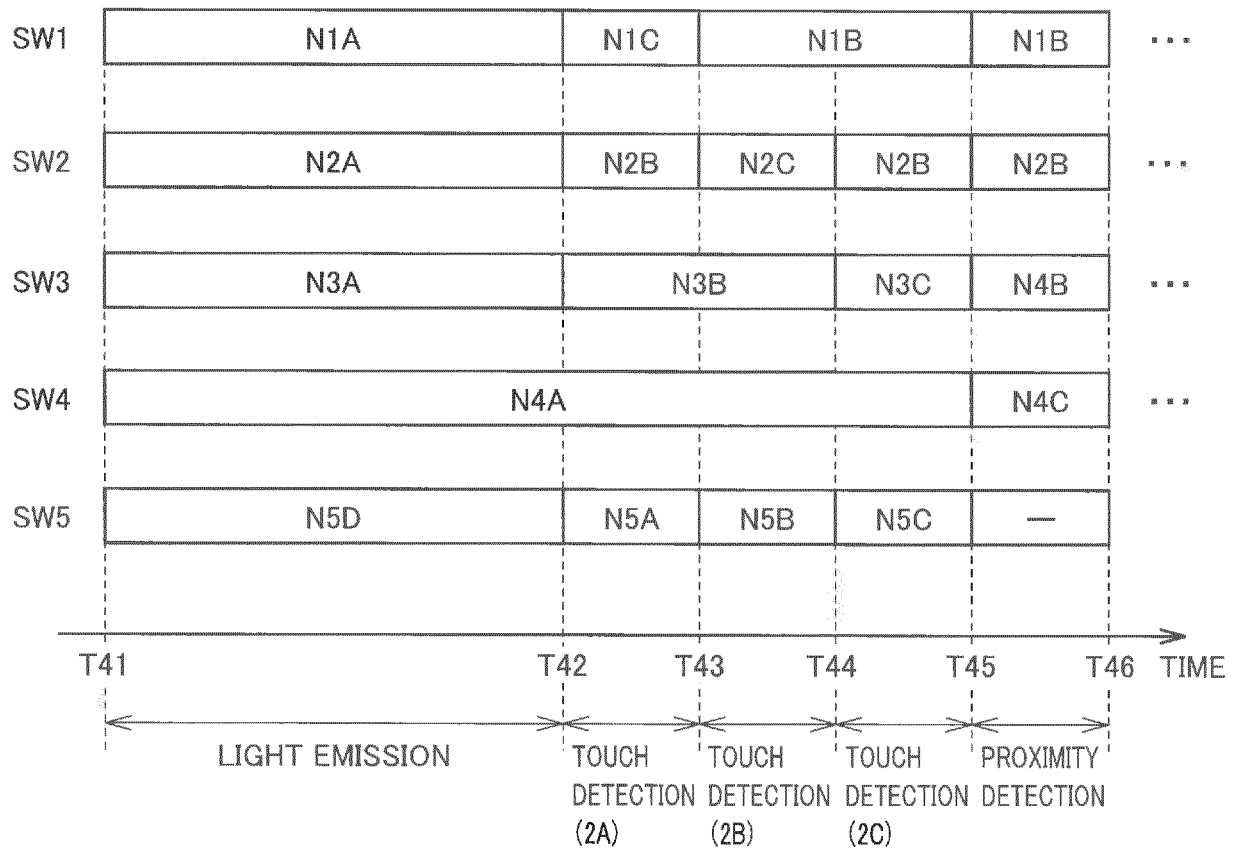 SW1 N1A N1C N1B N1B ...
SW2 N2A N2B N2C N2B N2B ...
SW3 N3A N3B N3C N4B ...
SW4 N4A N4C ...
SW5 N5D N5A N5B N5C —
T41 T42 T43 T44 T45 T46 TIME
LIGHT EMISSION TOUCH TOUCH TOUCH PROXIMITY
DETECTION DETECTION DETECTION DETECTION
(2A) (2B) (2C)